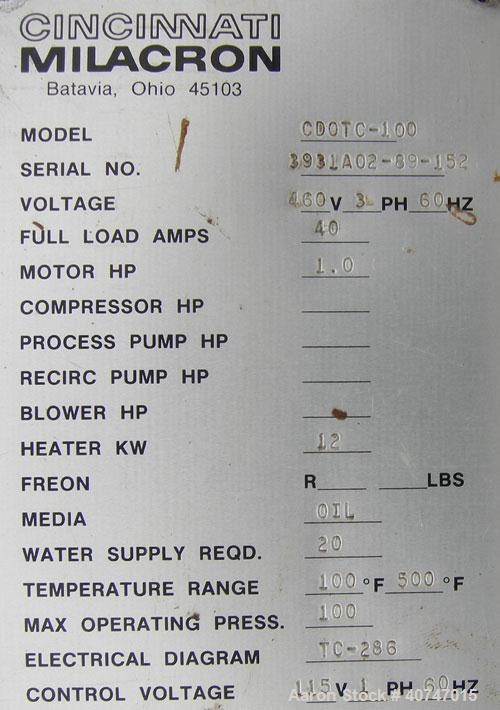 CINCINNATI
MILACRON
Batavia, Ohio 45103
MODEL CDOTC-100
SERIAL NO. 3931A02-89-152
VOLTAGE 460 V 3 PH 60 HZ
FULL LOAD AMPS 40
MOTOR HP 1.0
COMPRESSOR HP
PROCESS PUMP HP
RECIRC PUMP HP
BLOWER HP
HEATER KW 12
FREON R LBS
MEDIA OIL
WATER SUPPLY REQD. 20
TEMPERATURE RANGE 100 °F 500 °F
MAX OPERATING PRESS. 100
ELECTRICAL DIAGRAM TC-286
CONTROL VOLTAGE 115 V 1 PH 60 HZ
Aaron Stock# 40747015